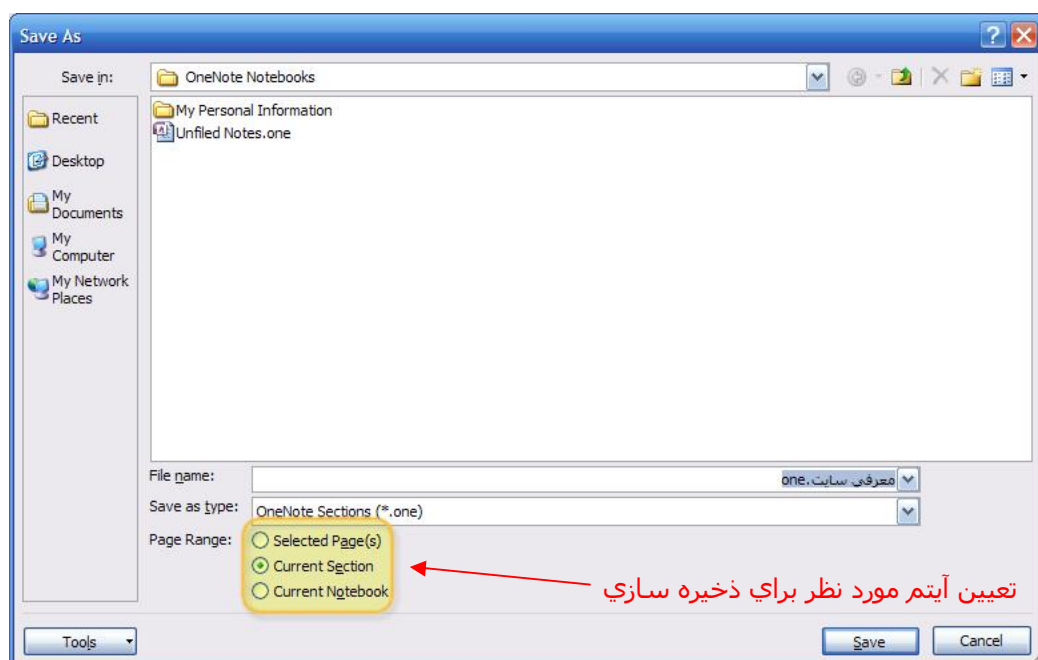 Save As
Save in:
OneNote Notebooks
Recent
Desktop
My
Documents
My
Computer
My Network
Places
My Personal Information
Unfiled Notes.one
File name:
معرفی سایت.one
Save as type:
OneNote Sections (*.one)
Page Range:
Selected Page(s)
Current Section
Current Notebook
تعيين آيتم مورد نظر براي ذخيره سازي
Tools
Save
Cancel